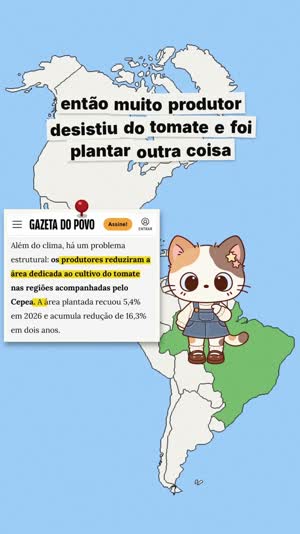 então muito produtor
desistiu do tomate e foi
plantar outra coisa
GAZETA DO POVO
Assine!
ENTRAR
Além do clima, há um problema
estrutural: os produtores reduziram a
área dedicada ao cultivo do tomate
nas regiões acompanhadas pelo
Cepea. A área plantada recuou 5,4%
em 2026 e acumula redução de 16,3%
em dois anos.